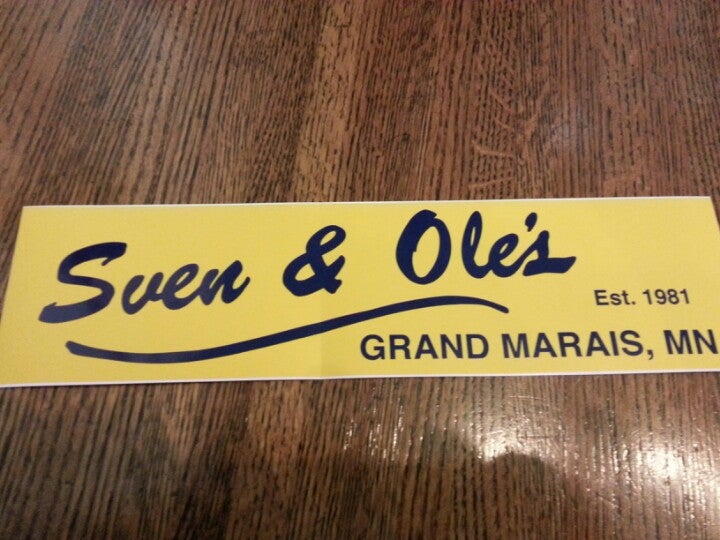 Sven & Ole's
Est. 1981
GRAND MARAIS, MN